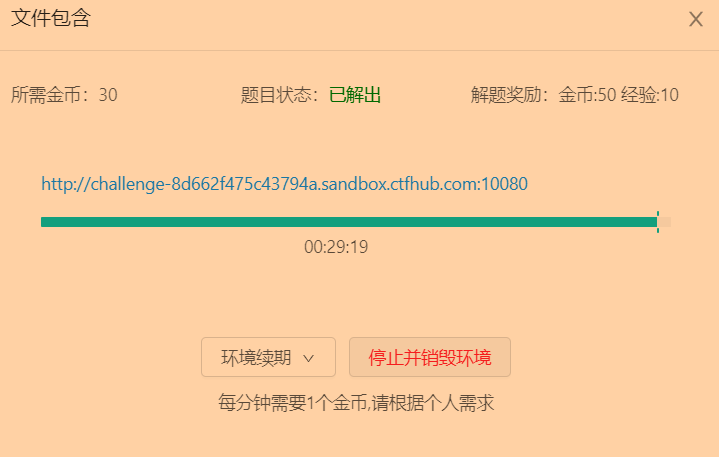 文件包含
所需金币：30 题目状态：已解出 解题奖励：金币:50 经验:10
http://challenge-8d662f475c43794a.sandbox.ctfhub.com:10080
00:29:19
环境续期 停止并销毁环境
每分钟需要1个金币,请根据个人需求